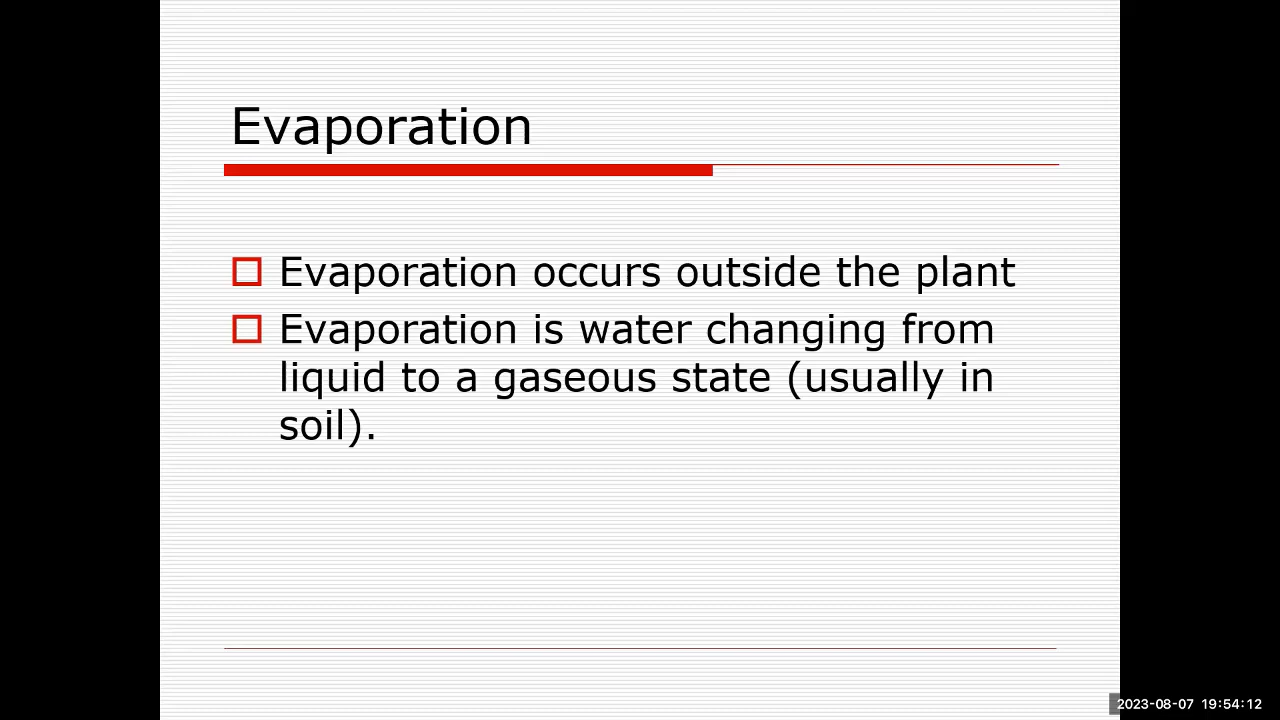 Evaporation
Evaporation occurs outside the plant
Evaporation is water changing from
liquid to a gaseous state (usually in
soil).
2023-08-07 19:54:12